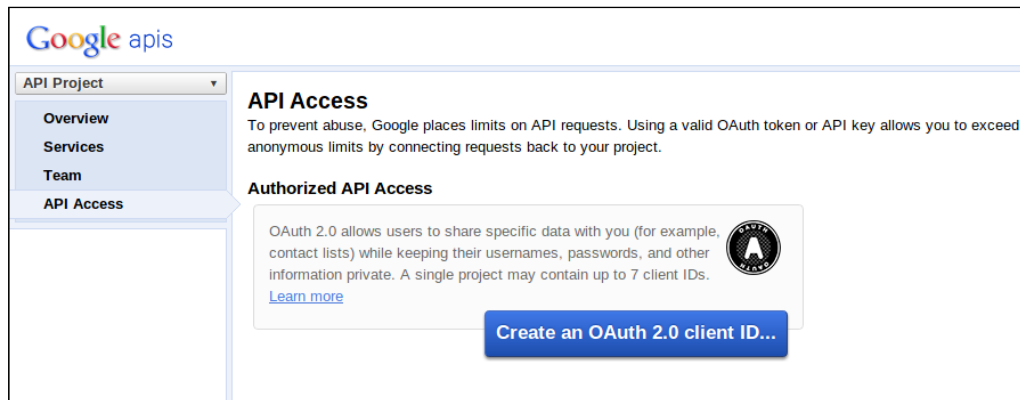 Google apis
API Project
Overview
Services
Team
API Access
API Access
To prevent abuse, Google places limits on API requests. Using a valid OAuth token or API key allows you to exceed
anonymous limits by connecting requests back to your project.
Authorized API Access
OAuth 2.0 allows users to share specific data with you (for example,
contact lists) while keeping their usernames, passwords, and other
information private. A single project may contain up to 7 client IDs.
Learn more
OAUTH
A
OAUTH
Create an OAuth 2.0 client ID...